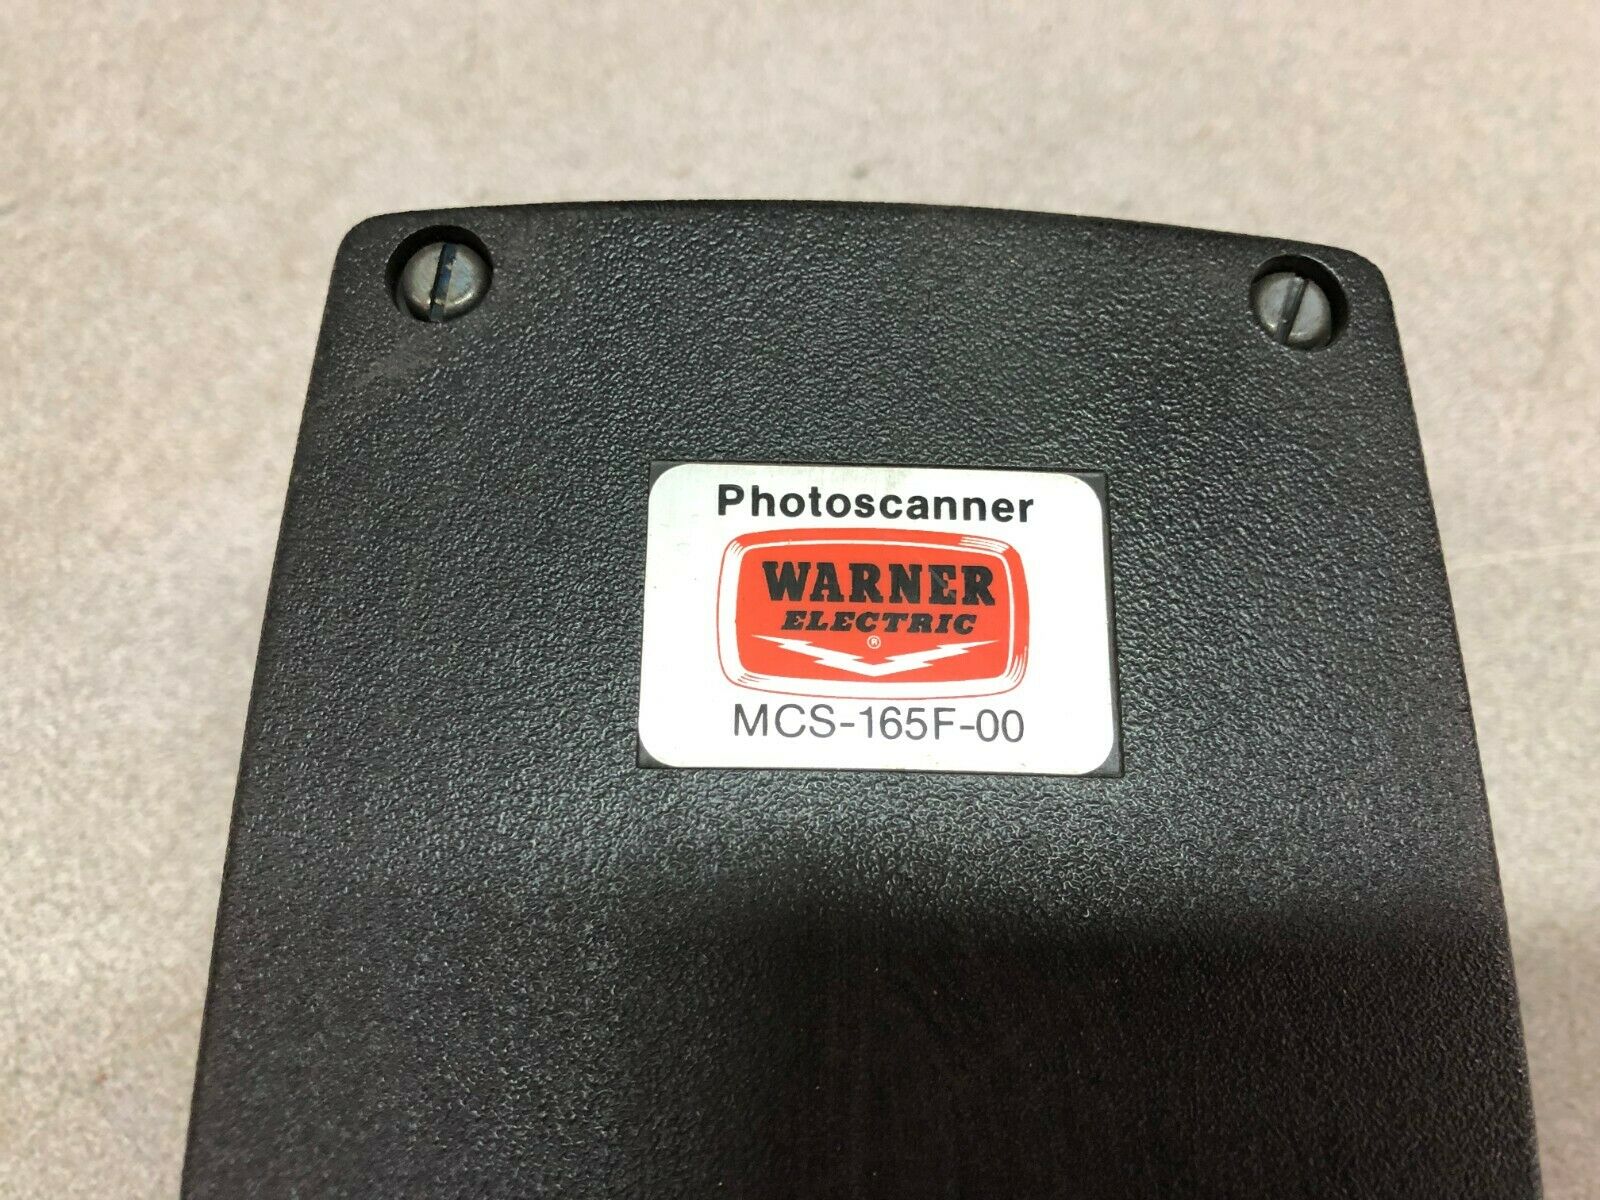 Photoscanner
WARNER
ELECTRIC
®
MCS-165F-00